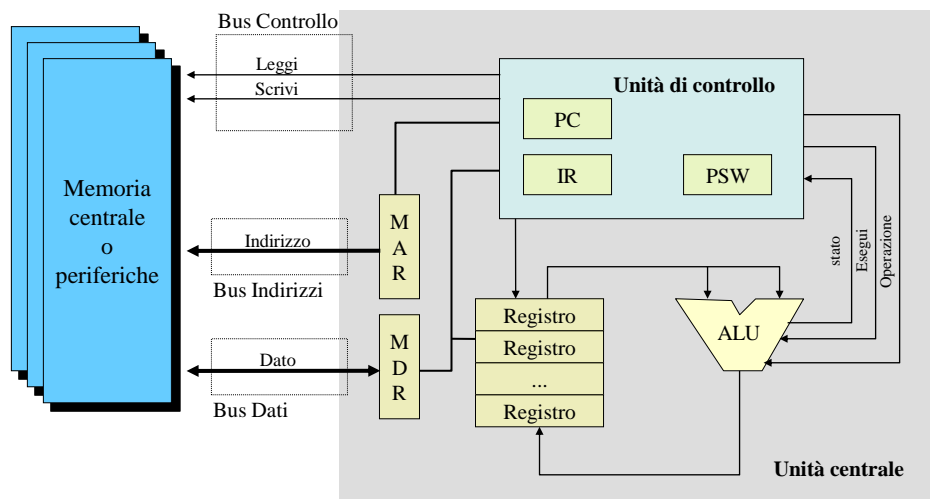 Bus Controllo
Leggi
Scrivi
Unità di controllo
PC
IR
PSW
Memoria
centrale
o
periferiche
Indirizzo
Bus Indirizzi
M
A
R
stato
Esegui
Operazione
Dato
Bus Dati
M
D
R
Registro
Registro
...
Registro
ALU
Unità centrale